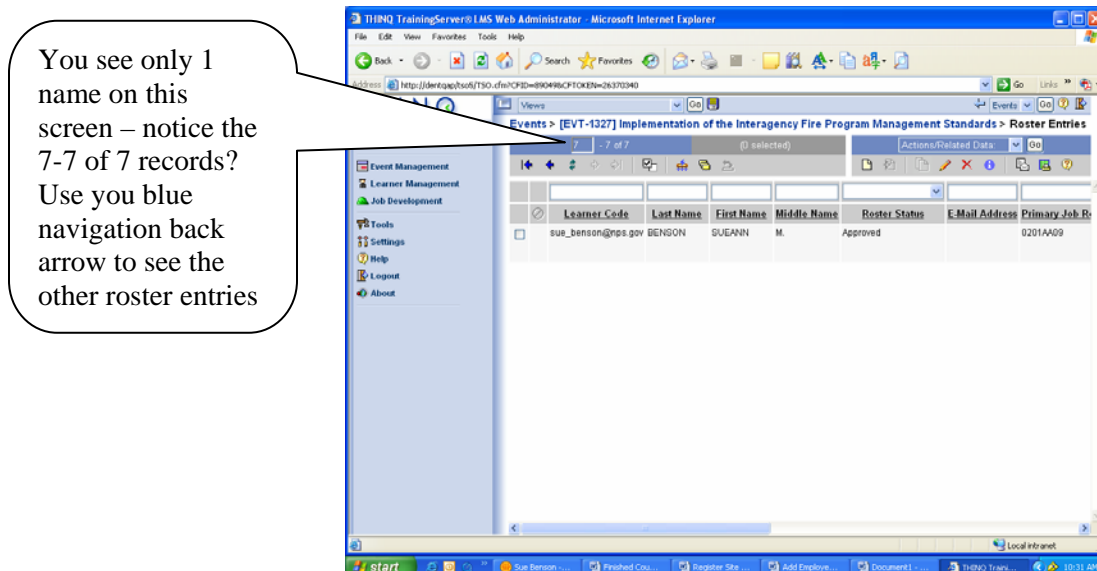 You see only 1
name on this
screen – notice the
7-7 of 7 records?
Use you blue
navigation back
arrow to see the
other roster entries
THINQ TrainingServer® LMS Web Administrator - Microsoft Internet Explorer
File Edit View Favorites Tools Help
Back Search Favorites
Address http://dentqap/tso5/TSO.cfm?CFID=89049&CFTOKEN=26370340 Go Links »
Views Go Events Go
Events > [EVT-1327] Implementation of the Interagency Fire Program Management Standards > Roster Entries
7 - 7 of 7 (0 selected) Actions/Related Data: Go
Event Management
Learner Management
Job Development
Tools
Settings
Help
Logout
About
Learner Code Last Name First Name Middle Name Roster Status E-Mail Address Primary Job R
sue_benson@nps.gov BENSON SUEANN M. Approved 0201AA09
Local intranet
start » Sue Benson -... Finished Cou... Register Ste ... Add Employe... Document1 - ... THINQ Traini... 10:31 AM